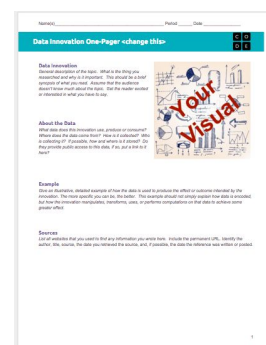 Name(s)_______________ Period ______ Date ______________
Data Innovation One-Pager <change this>
C O
D E
Data innovation
General description of the topic. What is the thing you
researched and why is it important. This should be a brief
synopsis of what you read. Assume that the audience
doesn't know much about the topic. Get the reader excited
or interested in what you have to say.
Your
Visual
About the Data
What data does this innovation use, produce or consume?
Where does the data come from? How is it collected? Who
is collecting it? If possible, how and where is it stored? Do
they provide public access to this data, if so, put a link to it
here?
Example
Give an illustrative, detailed example of how the data is used to produce the effect or outcome intended by the
innovation. The more specific you can be, the better. This example should not simply explain how data is encoded,
but how the innovation manipulates, transforms, uses, or performs computations on that data to achieve some
greater effect.
Sources
List all websites that you used to find any information you wrote here. Include the permanent URL. Identify the
author, title, source, the date you retrieved the source, and, if possible, the date the reference was written or posted.
1